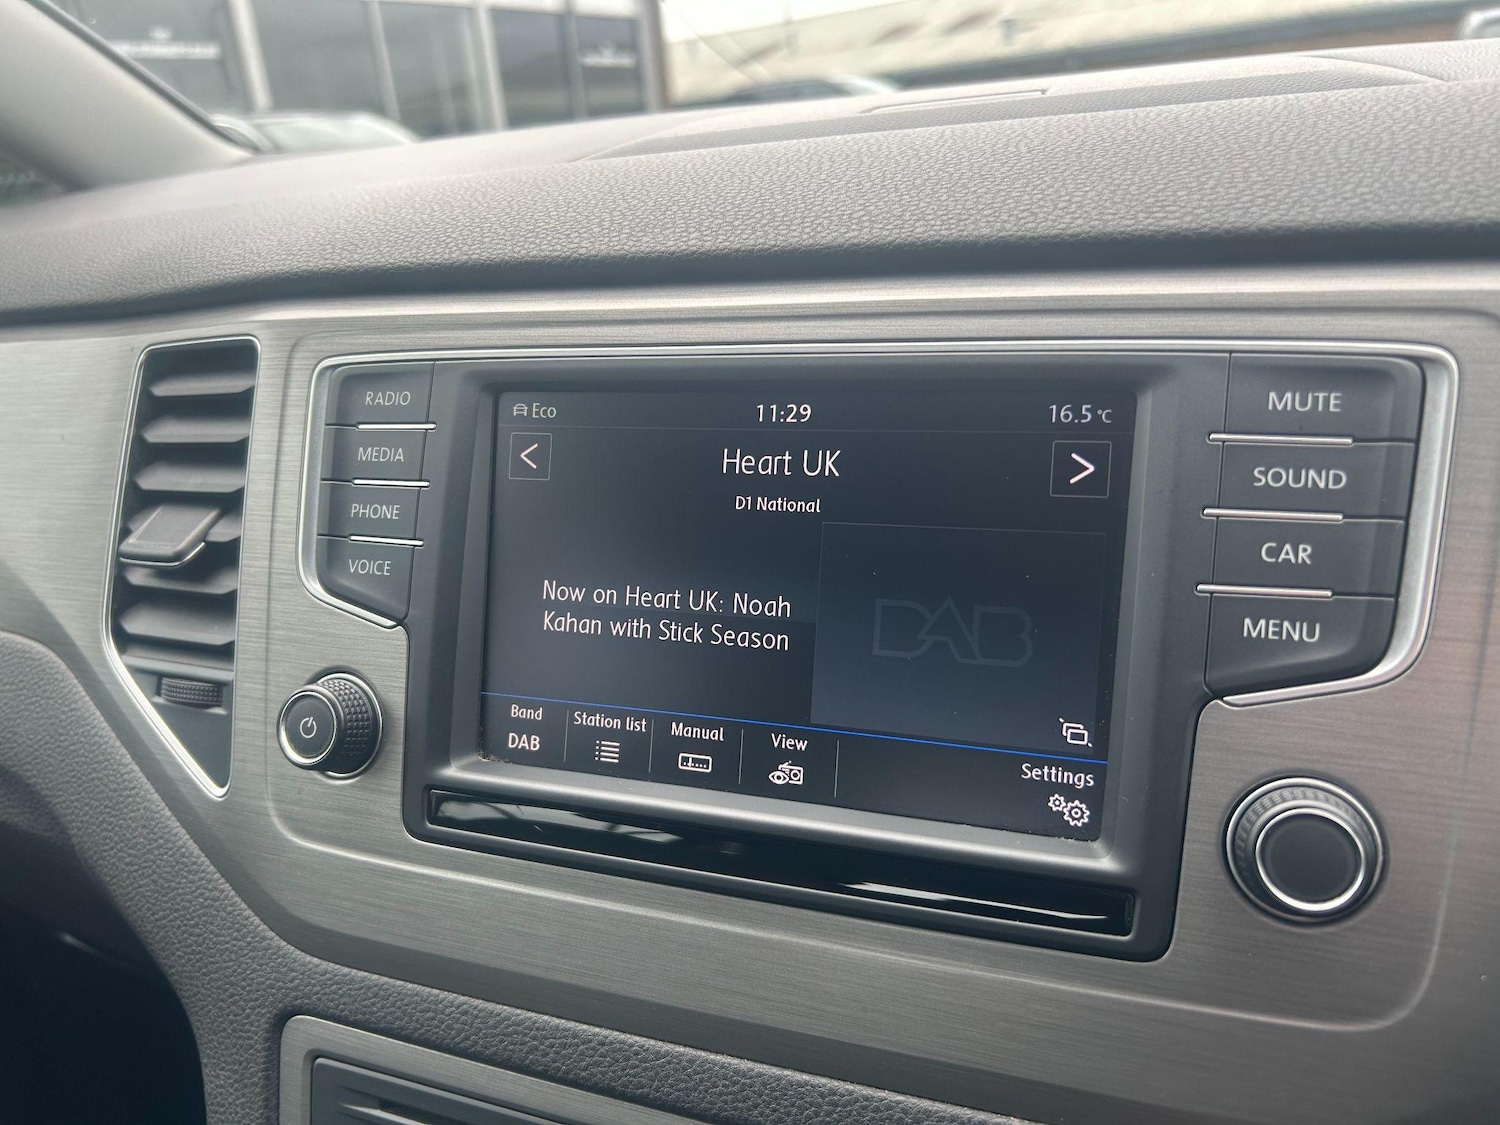 RADIO
MEDIA
PHONE
VOICE
Eco
11:29
16.5 °C
<
Heart UK
>
D1 National
Now on Heart UK: Noah
Kahan with Stick Season
DAB
Band
DAB
Station list
Manual
View
Settings
MUTE
SOUND
CAR
MENU